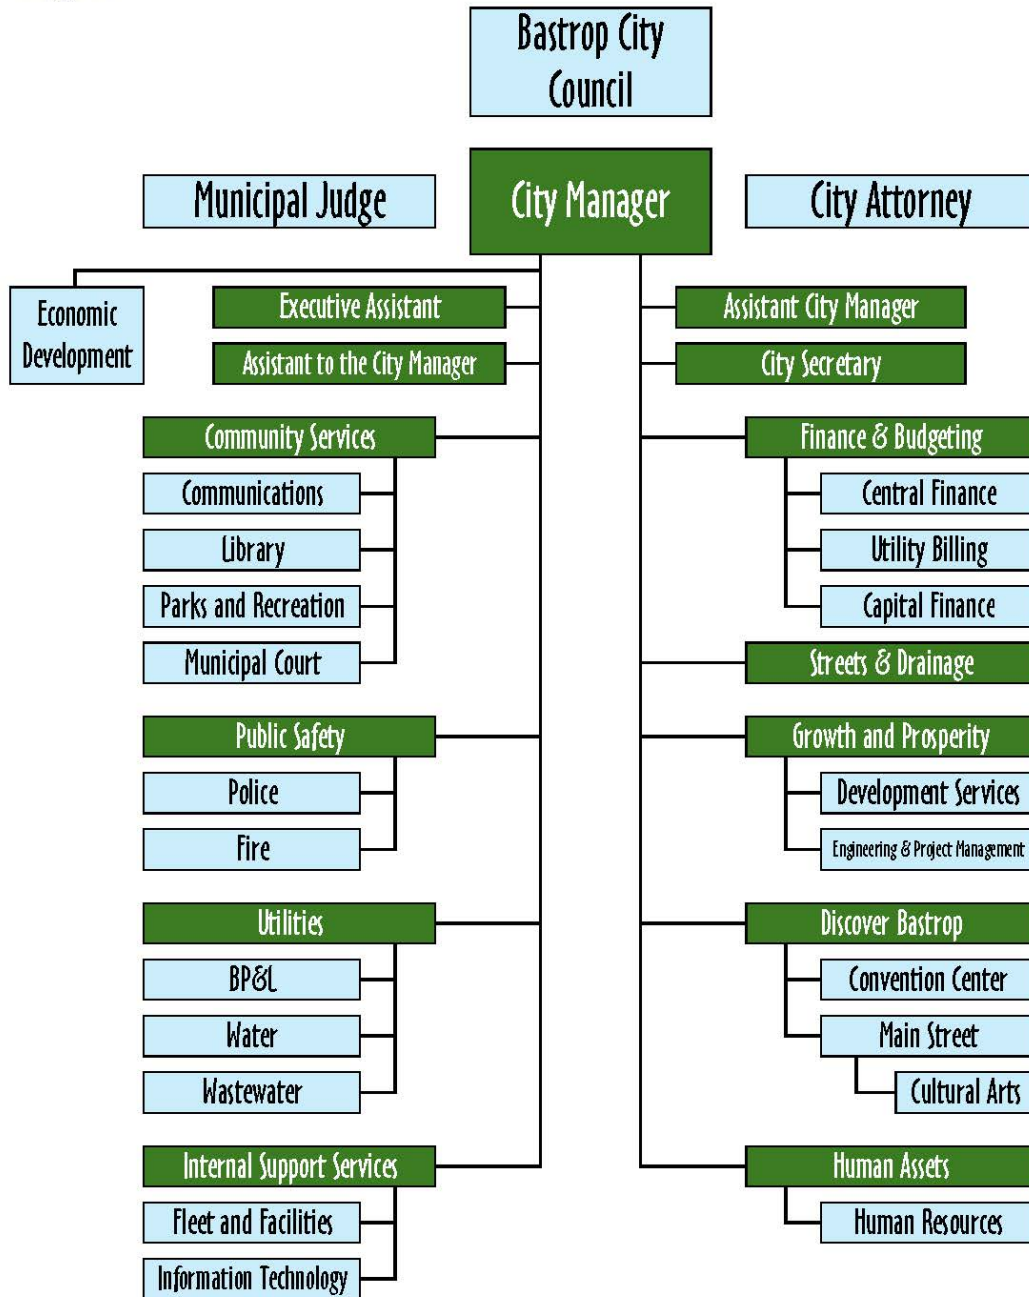 Bastrop City
Council
Municipal Judge
City Manager
City Attorney
Economic
Development
Executive Assistant
Assistant City Manager
Assistant to the City Manager
City Secretary
Community Services
Finance & Budgeting
Communications
Central Finance
Library
Utility Billing
Parks and Recreation
Capital Finance
Municipal Court
Streets & Drainage
Public Safety
Growth and Prosperity
Police
Development Services
Fire
Engineering & Project Management
Utilities
Discover Bastrop
BP&L
Convention Center
Water
Main Street
Wastewater
Cultural Arts
Internal Support Services
Human Assets
Fleet and Facilities
Human Resources
Information Technology